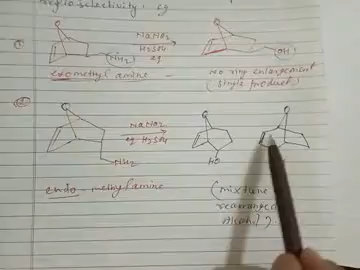 regioselectivity. eg
①
O
NaNO2
H2SO4
aq
NH2
OH
exomethyl amine -
no ring enlargement
(single product)
②
O
NaNO2
aq H2SO4
O
O
NH2
HO
endo - methylamine
(mixture
rearranged
alcohol)